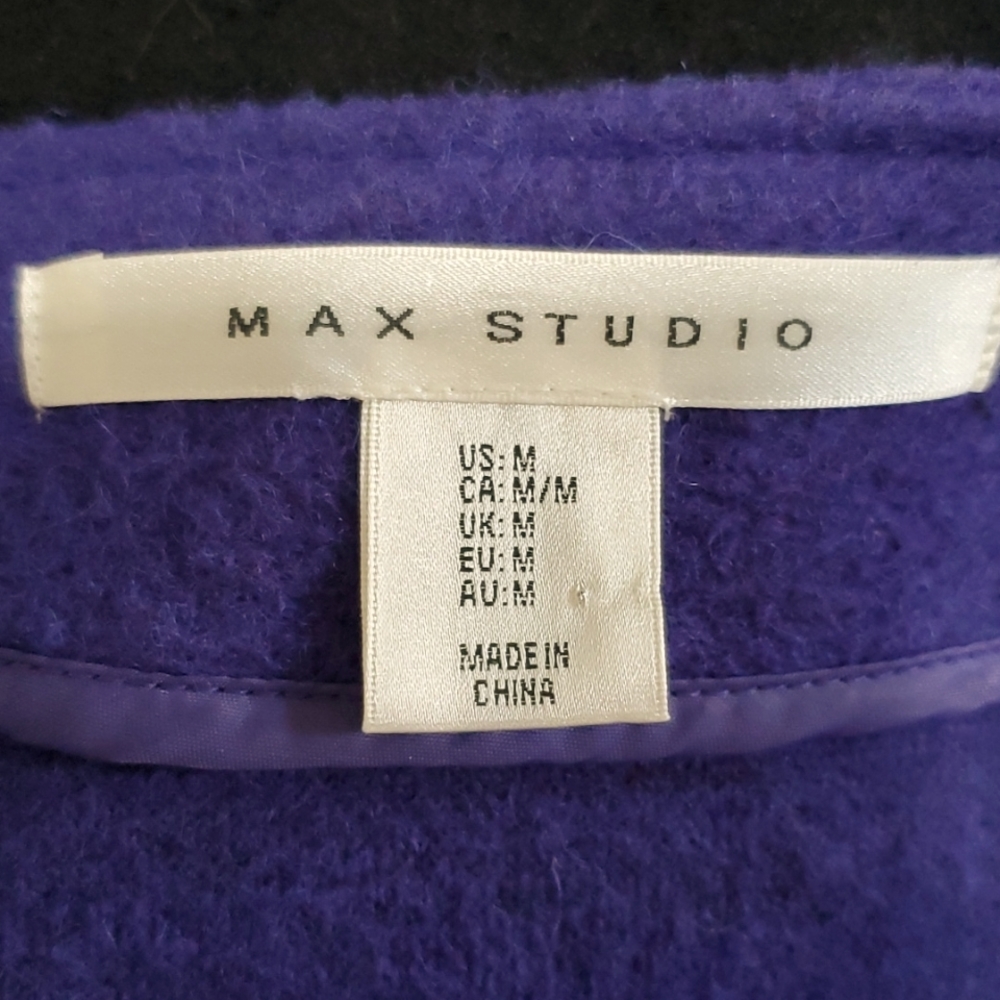 MAX STUDIO
US: M
CA: M/M
UK: M
EU: M
AU: M
MADE IN
CHINA